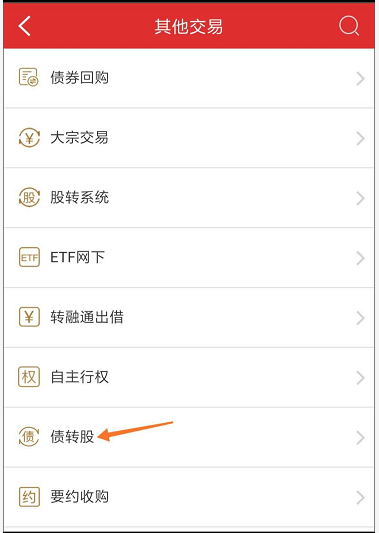 其他交易
债券回购
¥ 大宗交易
股 股转系统
ETF ETF网下
¥ 转融通出借
权 自主行权
债 债转股
约 要约收购